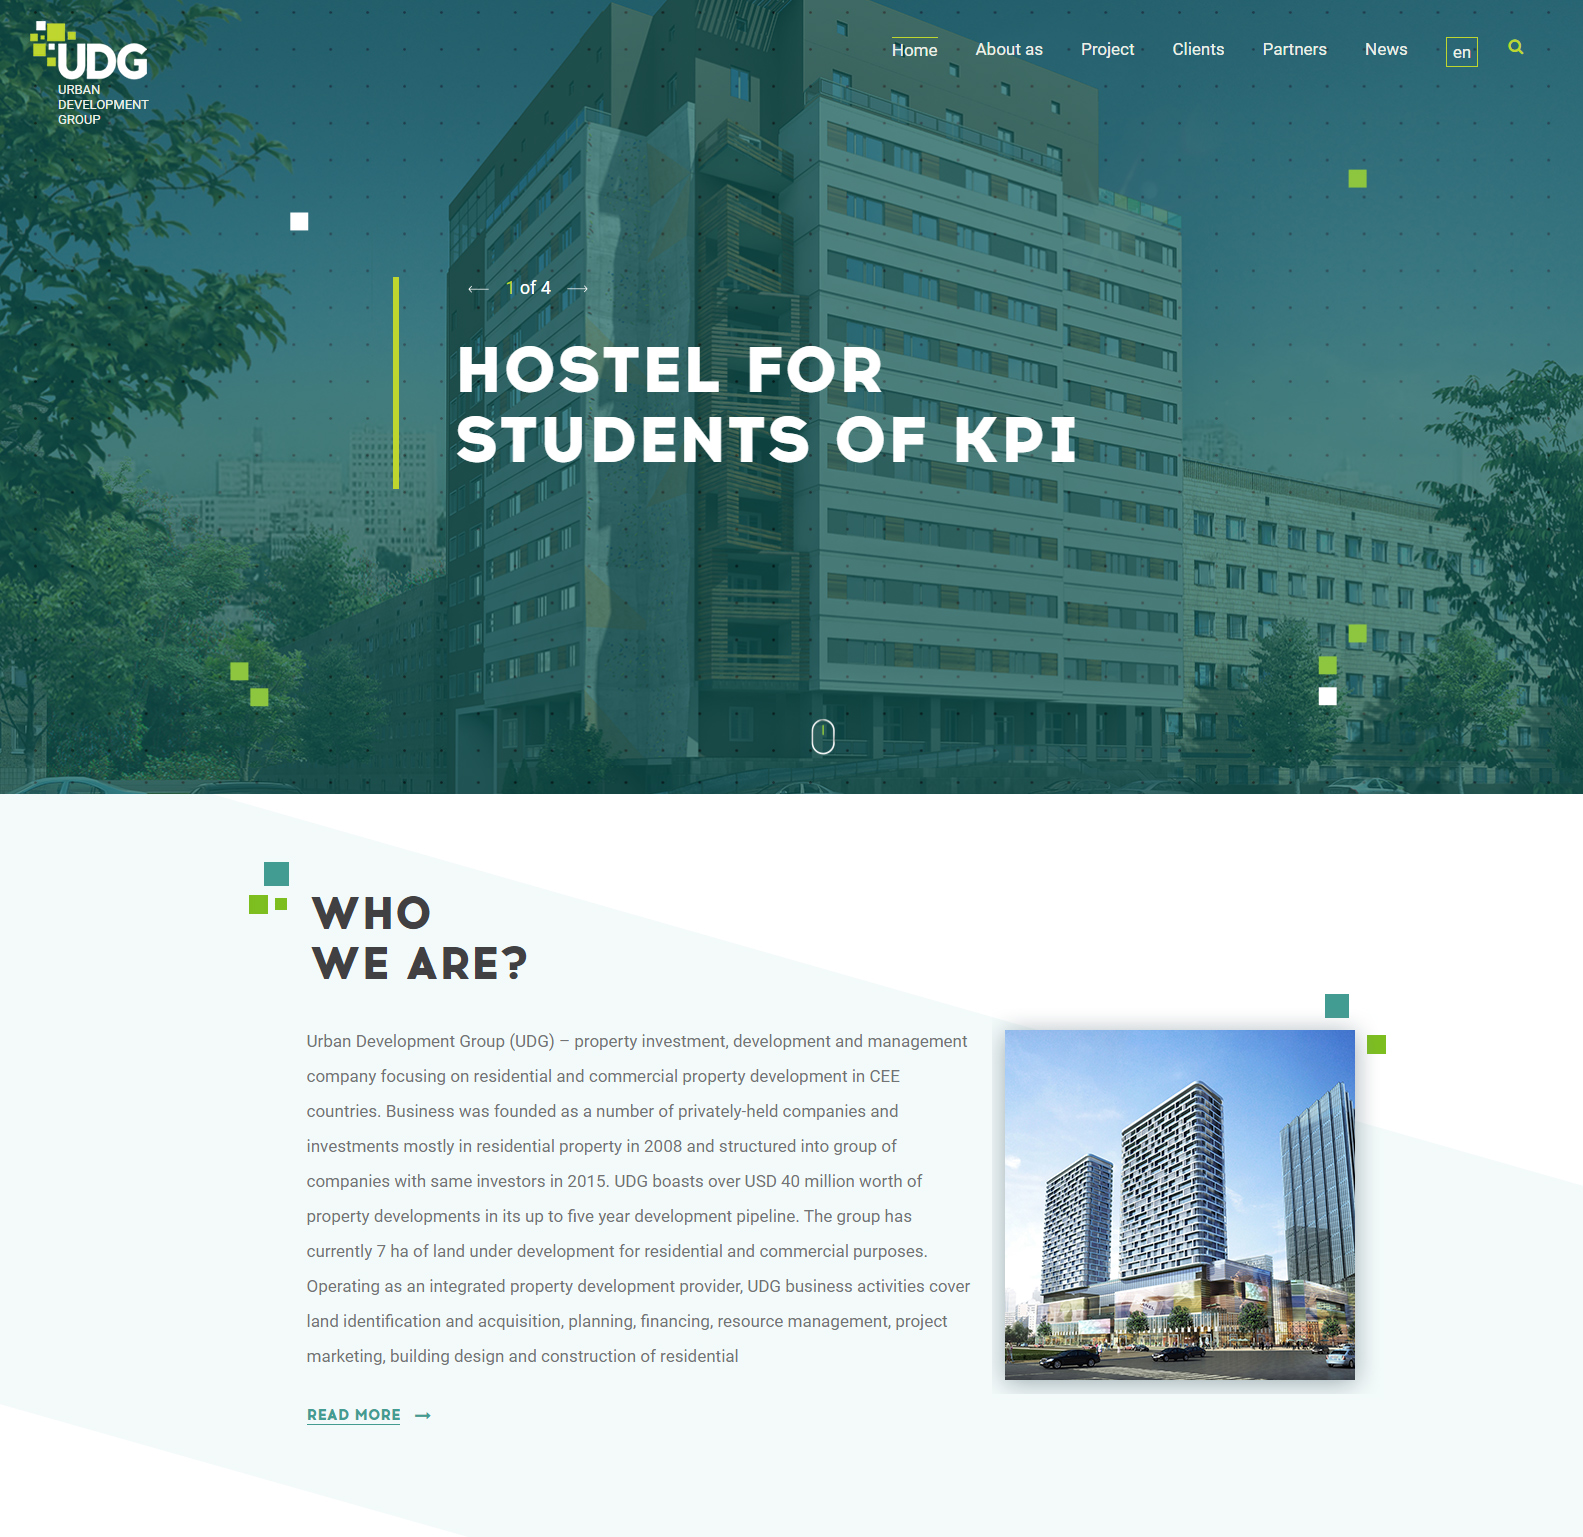 UDG
URBAN
DEVELOPMENT
GROUP
Home About as Project Clients Partners News en
1 of 4
HOSTEL FOR
STUDENTS OF KPI
WHO
WE ARE?
Urban Development Group (UDG) – property investment, development and management
company focusing on residential and commercial property development in CEE
countries. Business was founded as a number of privately-held companies and
investments mostly in residential property in 2008 and structured into group of
companies with same investors in 2015. UDG boasts over USD 40 million worth of
property developments in its up to five year development pipeline. The group has
currently 7 ha of land under development for residential and commercial purposes.
Operating as an integrated property development provider, UDG business activities cover
land identification and acquisition, planning, financing, resource management, project
marketing, building design and construction of residential
READ MORE